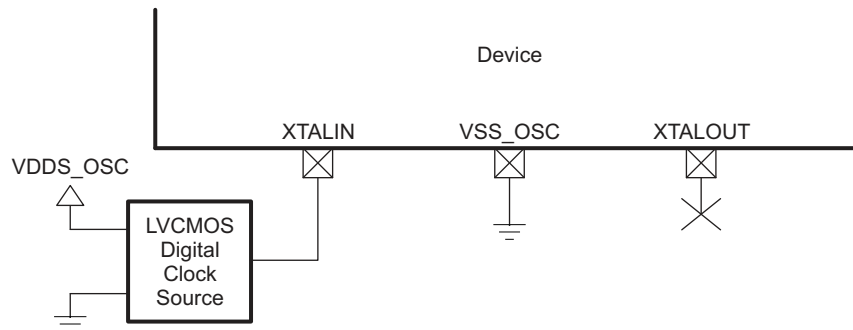 Device
XTALIN VSS_OSC XTALOUT
VDDS_OSC
LVCMOS
Digital
Clock
Source